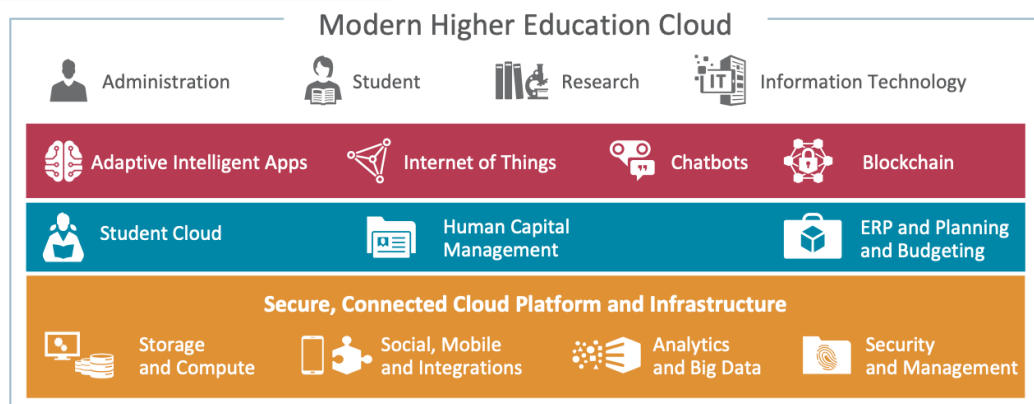 Modern Higher Education Cloud
Administration
Student
Research
IT
Information Technology
Adaptive Intelligent Apps
Internet of Things
Chatbots
Blockchain
Student Cloud
Human Capital
Management
ERP and Planning
and Budgeting
Secure, Connected Cloud Platform and Infrastructure
Storage
and Compute
Social, Mobile
and Integrations
Analytics
and Big Data
Security
and Management